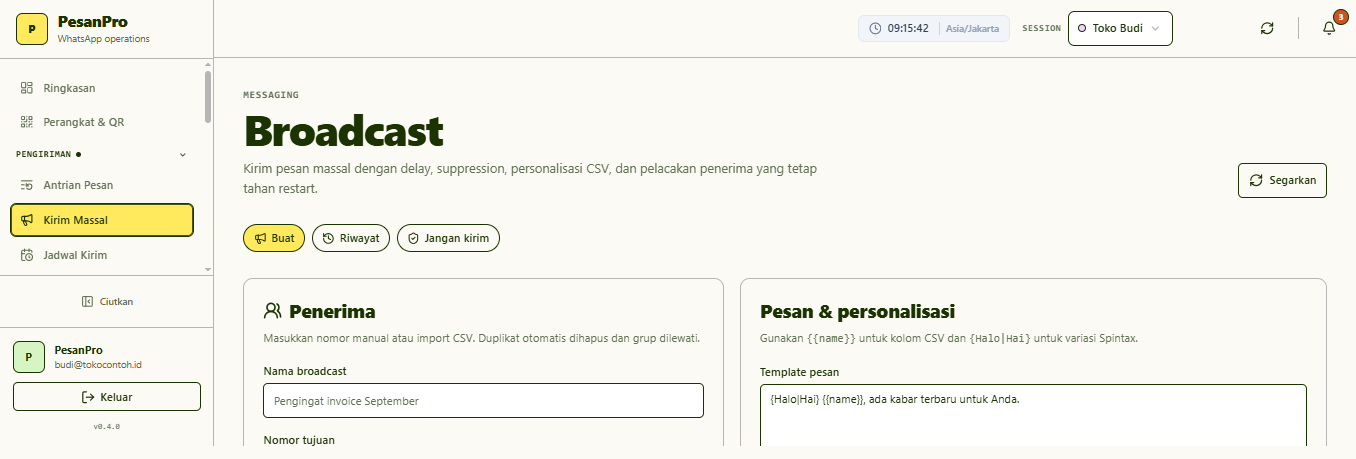 P
PesanPro
WhatsApp operations
Ringkasan
Perangkat & QR
PENGIRIMAN
Antrian Pesan
Kirim Massal
Jadwal Kirim
Ciutkan
P
PesanPro
budi@tokocontoh.id
Keluar
v0.4.0
09:15:42 Asia/Jakarta SESSION Toko Budi
3
MESSAGING
Broadcast
Kirim pesan massal dengan delay, suppression, personalisasi CSV, dan pelacakan penerima yang tetap
tahan restart.
Segarkan
Buat Riwayat Jangan kirim
Penerima
Masukkan nomor manual atau import CSV. Duplikat otomatis dihapus dan grup dilewati.
Nama broadcast
Pengingat invoice September
Nomor tujuan
Pesan & personalisasi
Gunakan {{name}} untuk kolom CSV dan {Halo|Hai} untuk variasi Spintax.
Template pesan
{Halo|Hai} {{name}}, ada kabar terbaru untuk Anda.